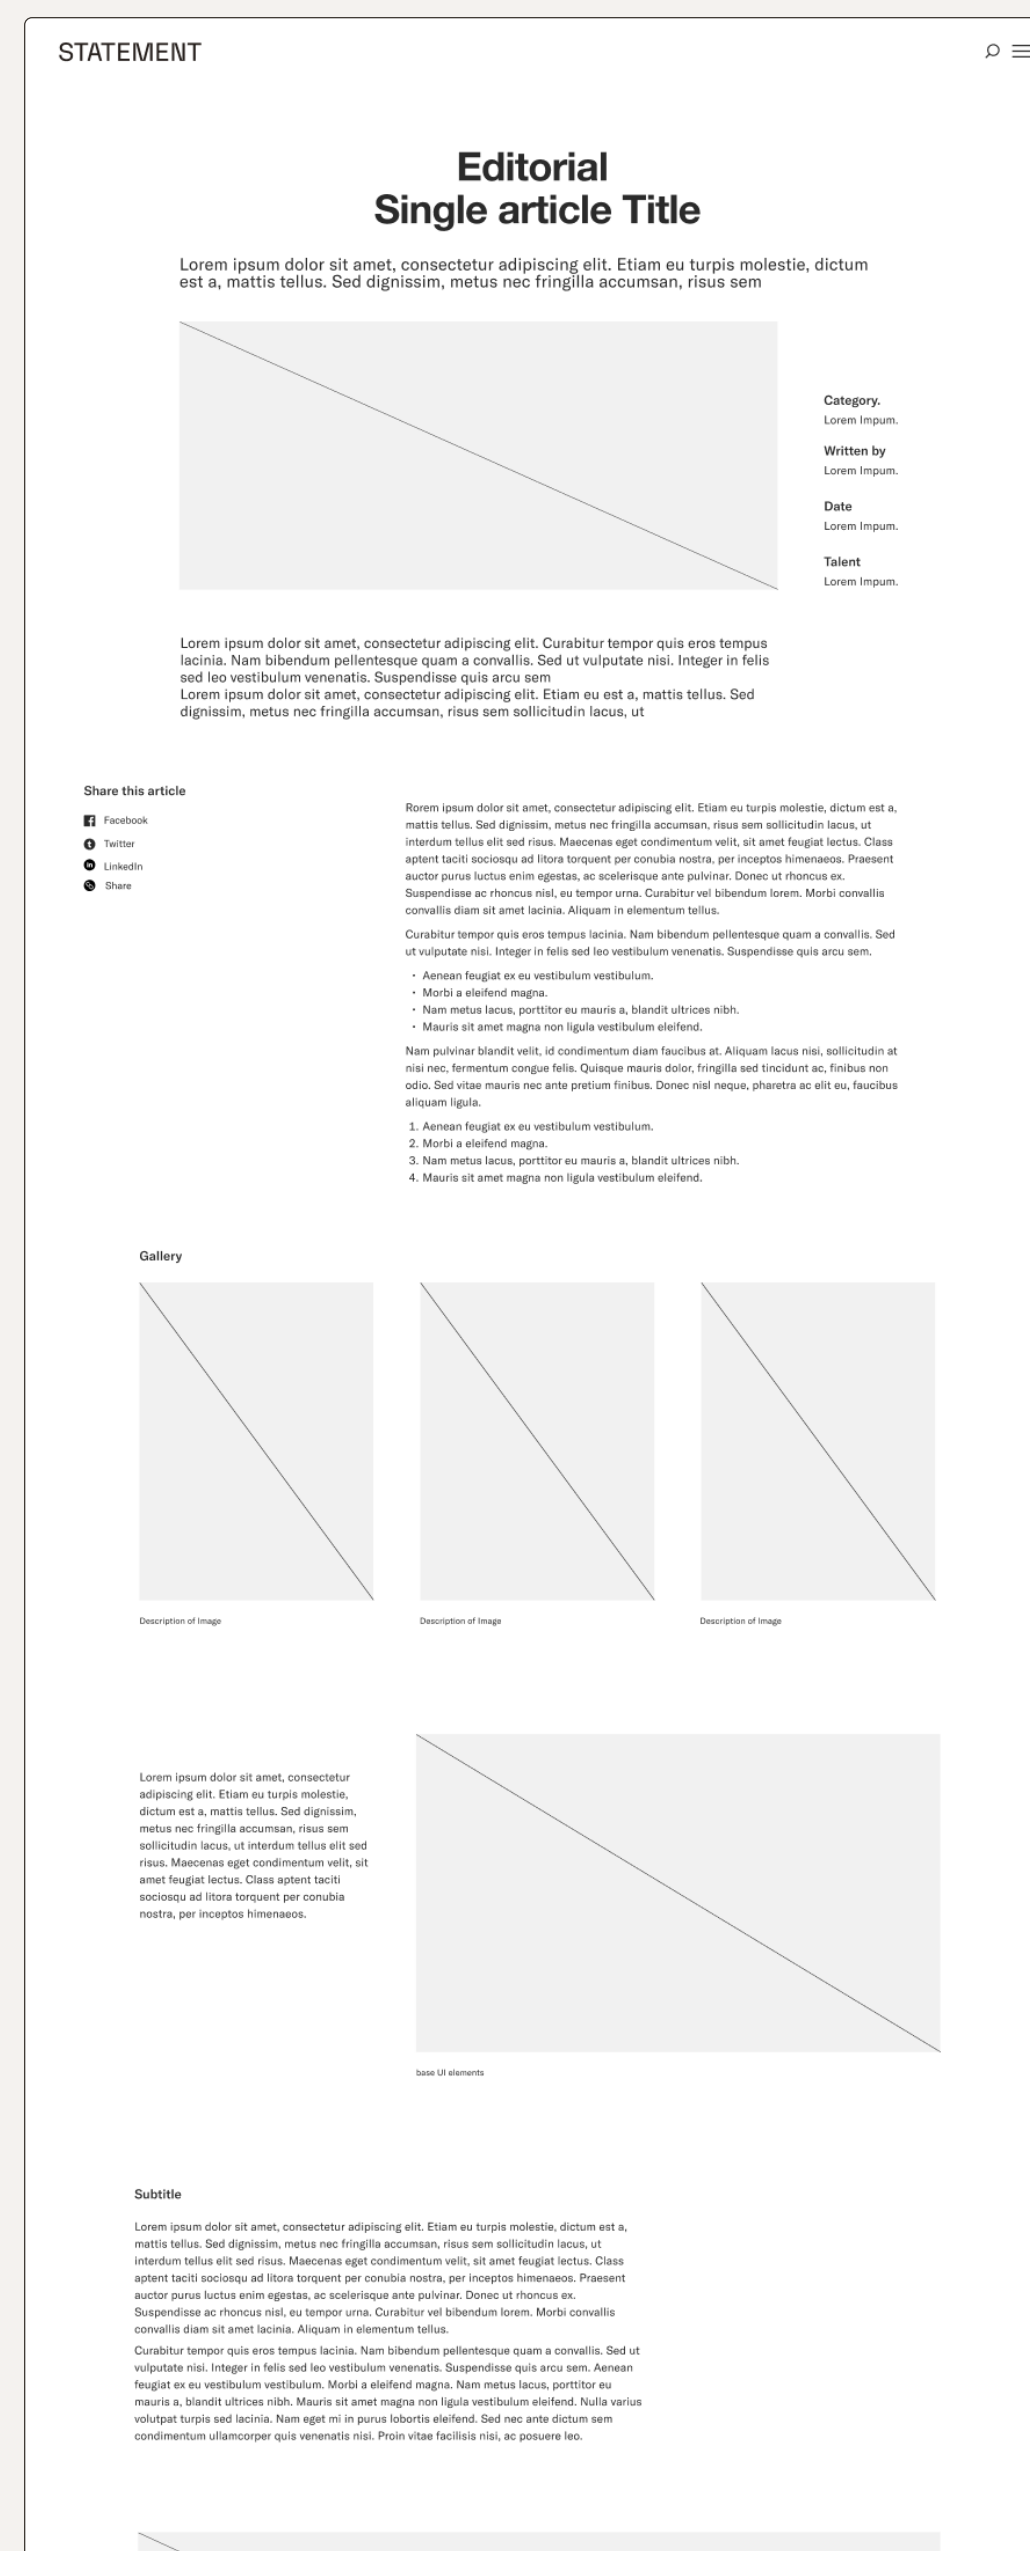 STATEMENT
Editorial
Single article Title
Lorem ipsum dolor sit amet, consectetur adipiscing elit. Etiam eu turpis molestie, dictum
est a, mattis tellus. Sed dignissim, metus nec fringilla accumsan, risus sem
Category.
Lorem Impum.
Written by
Lorem Impum.
Date
Lorem Impum.
Talent
Lorem Impum.
Lorem ipsum dolor sit amet, consectetur adipiscing elit. Curabitur tempor quis eros tempus
lacinia. Nam bibendum pellentesque quam a convallis. Sed ut vulputate nisi. Integer in felis
sed leo vestibulum venenatis. Suspendisse quis arcu sem
Lorem ipsum dolor sit amet, consectetur adipiscing elit. Etiam eu est a, mattis tellus. Sed
dignissim, metus nec fringilla accumsan, risus sem sollicitudin lacus, ut
Share this article
Facebook
Twitter
LinkedIn
Share
Rorem ipsum dolor sit amet, consectetur adipiscing elit. Etiam eu turpis molestie, dictum est a,
mattis tellus. Sed dignissim, metus nec fringilla accumsan, risus sem sollicitudin lacus, ut
interdum tellus elit sed risus. Maecenas eget condimentum velit, sit amet feugiat lectus. Class
aptent taciti sociosqu ad litora torquent per conubia nostra, per inceptos himenaeos. Praesent
auctor purus luctus enim egestas, ac scelerisque ante pulvinar. Donec ut rhoncus ex.
Suspendisse ac rhoncus nisl, eu tempor urna. Curabitur vel bibendum lorem. Morbi convallis
convallis diam sit amet lacinia. Aliquam in elementum tellus.
Curabitur tempor quis eros tempus lacinia. Nam bibendum pellentesque quam a convallis. Sed
ut vulputate nisi. Integer in felis sed leo vestibulum venenatis. Suspendisse quis arcu sem.
• Aenean feugiat ex eu vestibulum vestibulum.
• Morbi a eleifend magna.
• Nam metus lacus, porttitor eu mauris a, blandit ultrices nibh.
• Mauris sit amet magna non ligula vestibulum eleifend.
Nam pulvinar blandit velit, id condimentum diam faucibus at. Aliquam lacus nisi, sollicitudin at
nisi nec, fermentum congue felis. Quisque mauris dolor, fringilla sed tincidunt ac, finibus non
odio. Sed vitae mauris nec ante pretium finibus. Donec nisl neque, pharetra ac elit eu, faucibus
aliquam ligula.
1. Aenean feugiat ex eu vestibulum vestibulum.
2. Morbi a eleifend magna.
3. Nam metus lacus, porttitor eu mauris a, blandit ultrices nibh.
4. Mauris sit amet magna non ligula vestibulum eleifend.
Gallery
Description of Image
Description of Image
Description of Image
Lorem ipsum dolor sit amet, consectetur
adipiscing elit. Etiam eu turpis molestie,
dictum est a, mattis tellus. Sed dignissim,
metus nec fringilla accumsan, risus sem
sollicitudin lacus, ut interdum tellus elit sed
risus. Maecenas eget condimentum velit, sit
amet feugiat lectus. Class aptent taciti
sociosqu ad litora torquent per conubia
nostra, per inceptos himenaeos.
base UI elements
Subtitle
Lorem ipsum dolor sit amet, consectetur adipiscing elit. Etiam eu turpis molestie, dictum est a,
mattis tellus. Sed dignissim, metus nec fringilla accumsan, risus sem sollicitudin lacus, ut
interdum tellus elit sed risus. Maecenas eget condimentum velit, sit amet feugiat lectus. Class
aptent taciti sociosqu ad litora torquent per conubia nostra, per inceptos himenaeos. Praesent
auctor purus luctus enim egestas, ac scelerisque ante pulvinar. Donec ut rhoncus ex.
Suspendisse ac rhoncus nisl, eu tempor urna. Curabitur vel bibendum lorem. Morbi convallis
convallis diam sit amet lacinia. Aliquam in elementum tellus.
Curabitur tempor quis eros tempus lacinia. Nam bibendum pellentesque quam a convallis. Sed ut
vulputate nisi. Integer in felis sed leo vestibulum venenatis. Suspendisse quis arcu sem. Aenean
feugiat ex eu vestibulum vestibulum. Morbi a eleifend magna. Nam metus lacus, porttitor eu
mauris a, blandit ultrices nibh. Mauris sit amet magna non ligula vestibulum eleifend. Nulla varius
volutpat turpis sed lacinia. Nam eget mi in purus lobortis eleifend. Sed nec ante dictum sem
condimentum ullamcorper quis venenatis nisi. Proin vitae facilisis nisi, ac posuere leo.